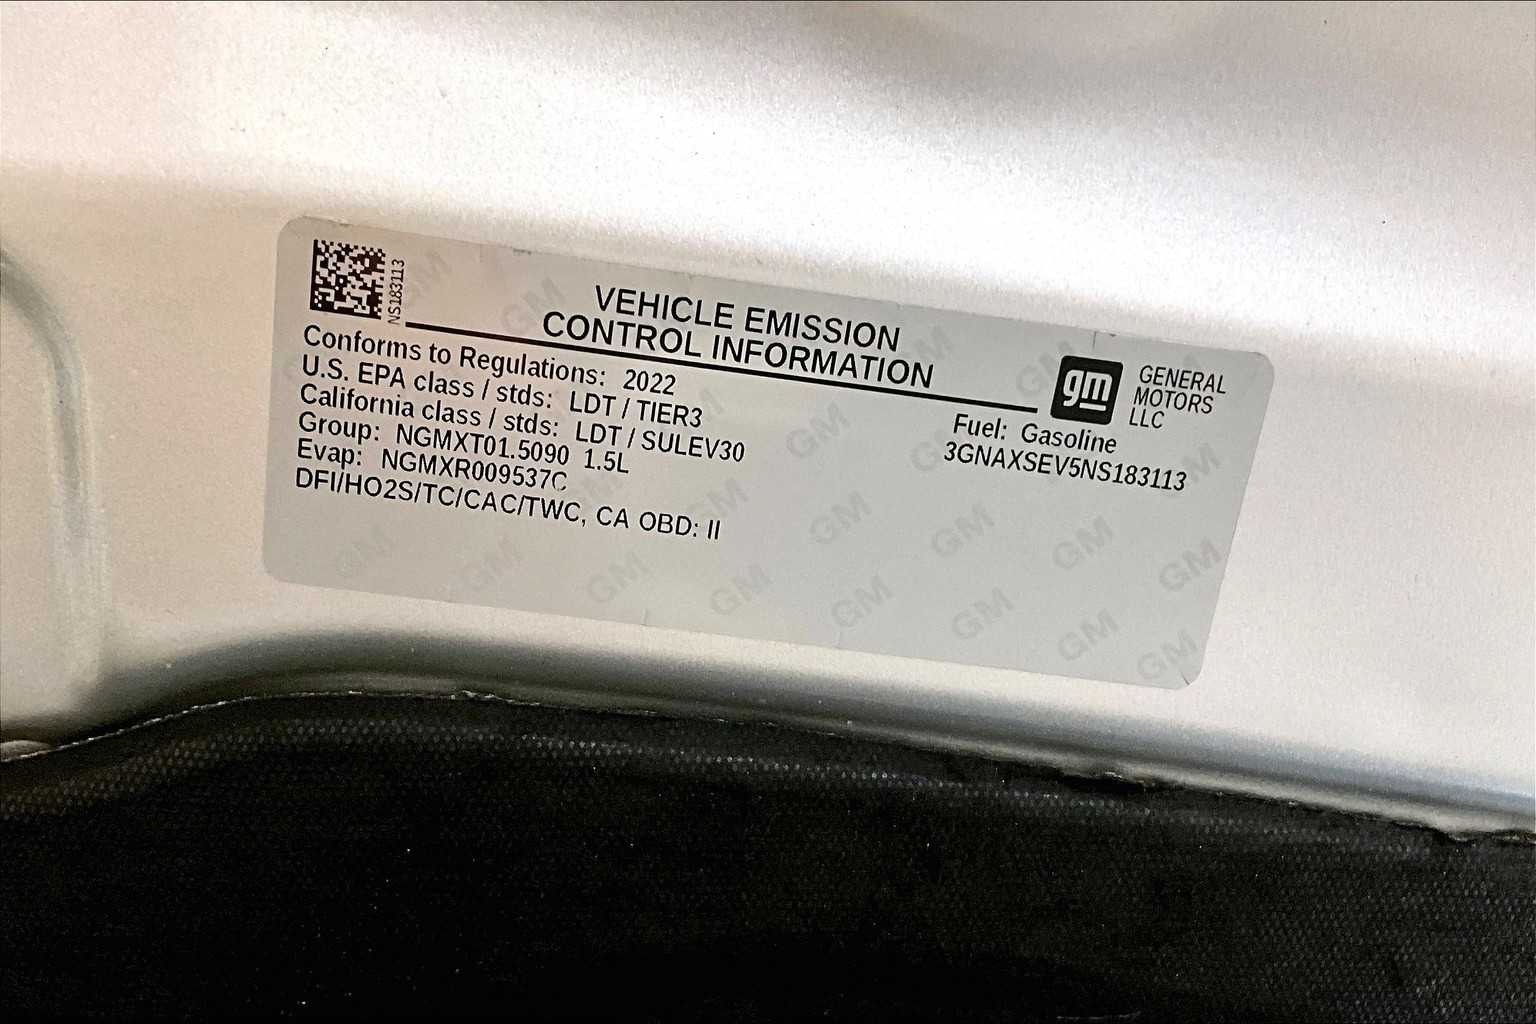 NS183113
VEHICLE EMISSION
CONTROL INFORMATION
gm
GENERAL
MOTORS
LLC
Conforms to Regulations: 2022
U.S. EPA class / stds: LDT / TIER3
California class / stds: LDT / SULEV30
Group: NGMXT01.5090 1.5L
Evap: NGMXR009537C
DFI/HO2S/TC/CAC/TWC, CA OBD: II
Fuel: Gasoline
3GNAXSEV5NS183113